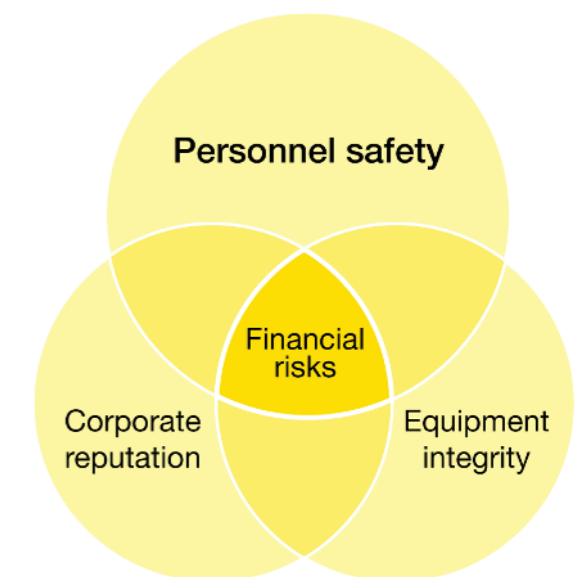 Personnel safety
Financial
risks
Corporate
reputation
Equipment
integrity